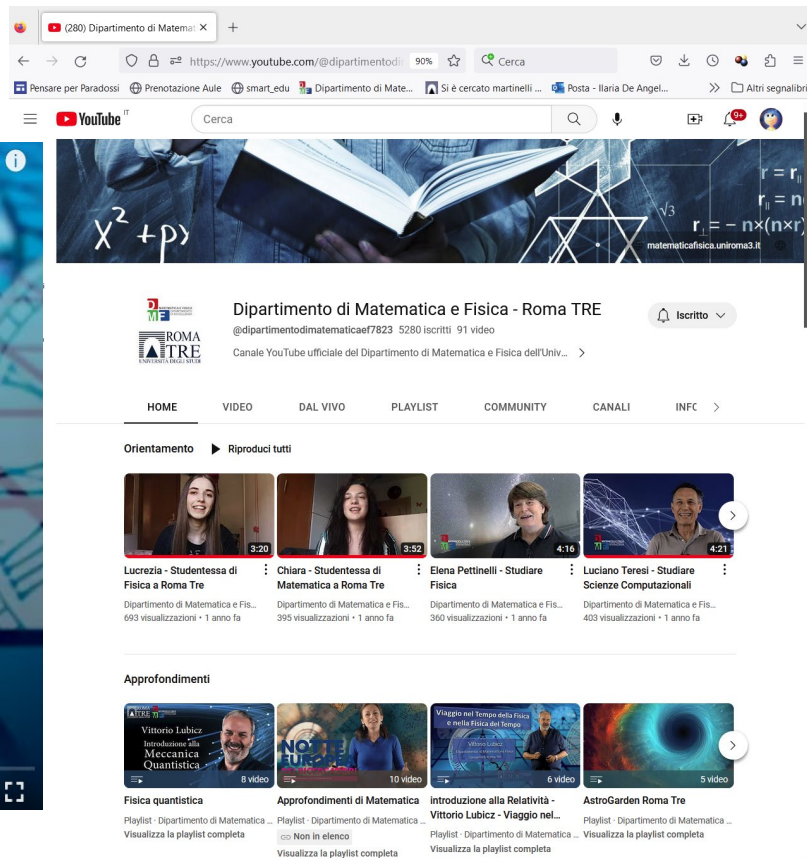 (280) Dipartimento di Matemat
https://www.youtube.com/@dipartimentodi
90%
Cerca
Pensare per Paradossi
Prenotazione Aule
smart_edu
Dipartimento di Mate...
Si è cercato martinelli ...
Posta - Ilaria De Angel...
Altri segnalibri
YouTube IT
Cerca
9+
x² + px
√3
r = r||
r|| = n
r⊥ = − n×(n×r)
matematicafisica.uniroma3.it
ROMA
TRE
UNIVERSITÀ DEGLI STUDI
Dipartimento di Matematica e Fisica - Roma TRE
@dipartimentodimatematicaef7823 5280 iscritti 91 video
Canale YouTube ufficiale del Dipartimento di Matematica e Fisica dell'Univ...
Iscritto
HOME VIDEO DAL VIVO PLAYLIST COMMUNITY CANALI INFC
Orientamento Riproduci tutti
3:20
3:52
4:16
4:21
Lucrezia - Studentessa di
Fisica a Roma Tre
Dipartimento di Matematica e Fis...
693 visualizzazioni • 1 anno fa
Chiara - Studentessa di
Matematica a Roma Tre
Dipartimento di Matematica e Fis...
395 visualizzazioni • 1 anno fa
Elena Pettinelli - Studiare
Fisica
Dipartimento di Matematica e Fis...
360 visualizzazioni • 1 anno fa
Luciano Teresi - Studiare
Scienze Computazionali
Dipartimento di Matematica e Fis...
403 visualizzazioni • 1 anno fa
Approfondimenti
Vittorio Lubicz
Introduzione alla
Meccanica
Quantistica
8 video
Fisica quantistica
Playlist · Dipartimento di Matematica ...
Visualizza la playlist completa
NOTTE
EUROPEA
10 video
Approfondimenti di Matematica
Playlist · Dipartimento di Matematica ...
Non in elenco
Visualizza la playlist completa
Viaggio nel Tempo della Fisica
e nella Fisica del Tempo
Vittorio Lubicz
6 video
introduzione alla Relatività -
Vittorio Lubicz - Viaggio nel...
Playlist · Dipartimento di Matematica ...
Visualizza la playlist completa
5 video
AstroGarden Roma Tre
Playlist · Dipartimento di Matematica ...
Visualizza la playlist completa